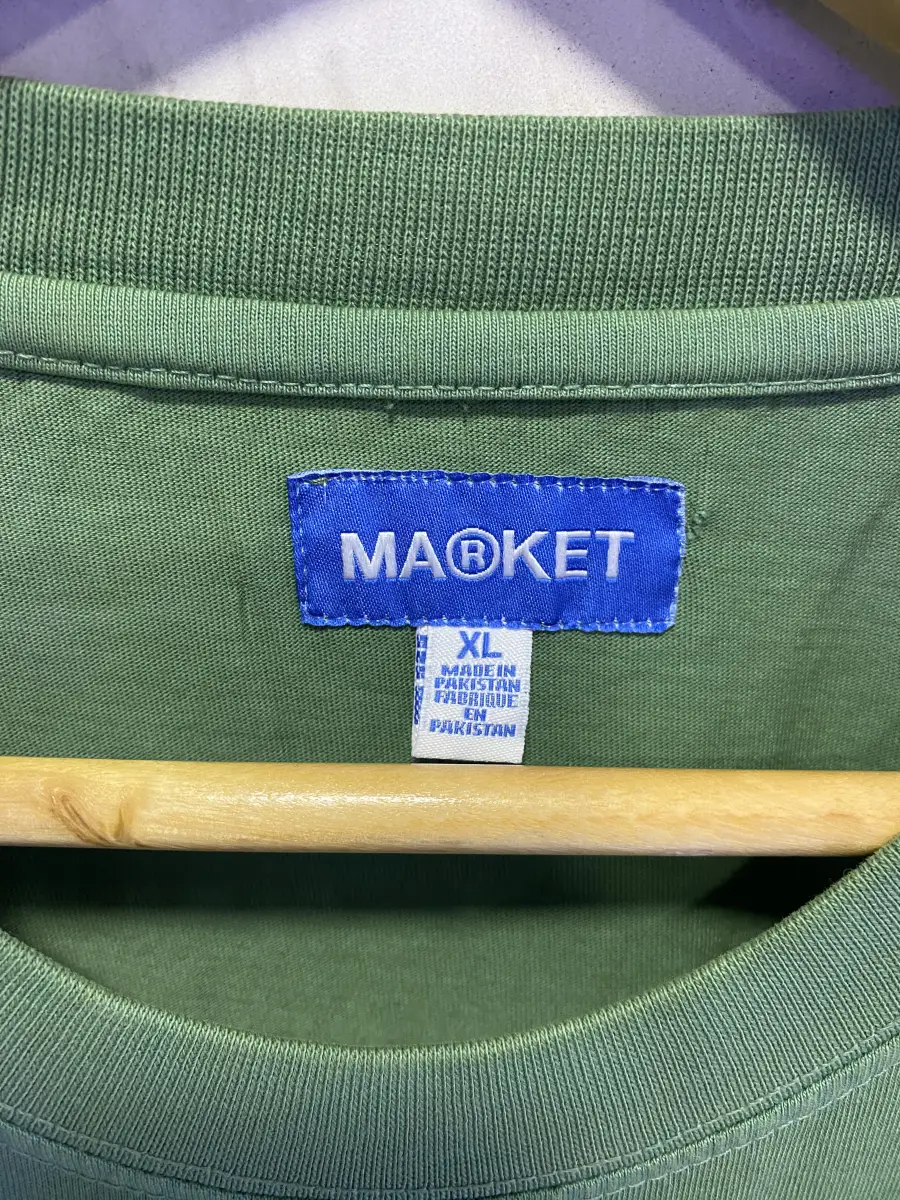 MA®KET
XL
MADE IN
PAKISTAN
FABRIQUE
EN
PAKISTAN